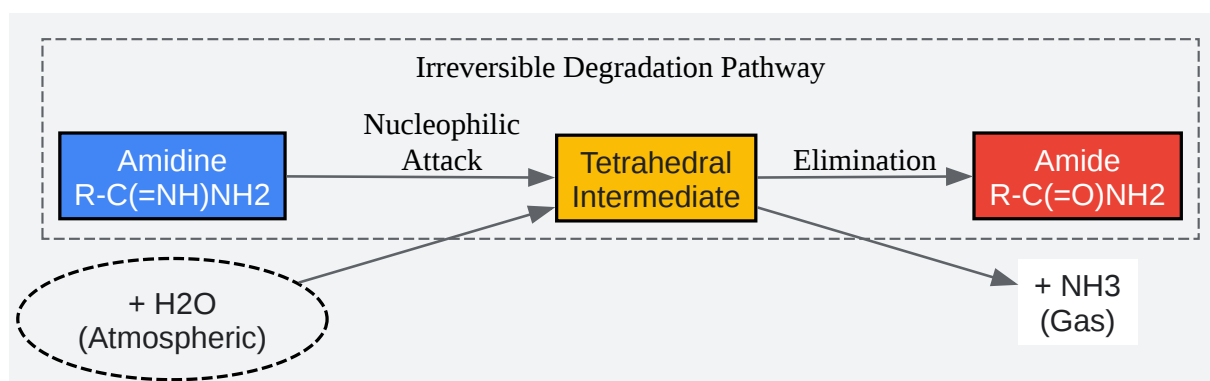 Irreversible Degradation Pathway
Nucleophilic
Attack
Amidine
R-C(=NH)NH2
Tetrahedral
Intermediate
Elimination
Amide
R-C(=O)NH2
+ H2O
(Atmospheric)
+ NH3
(Gas)